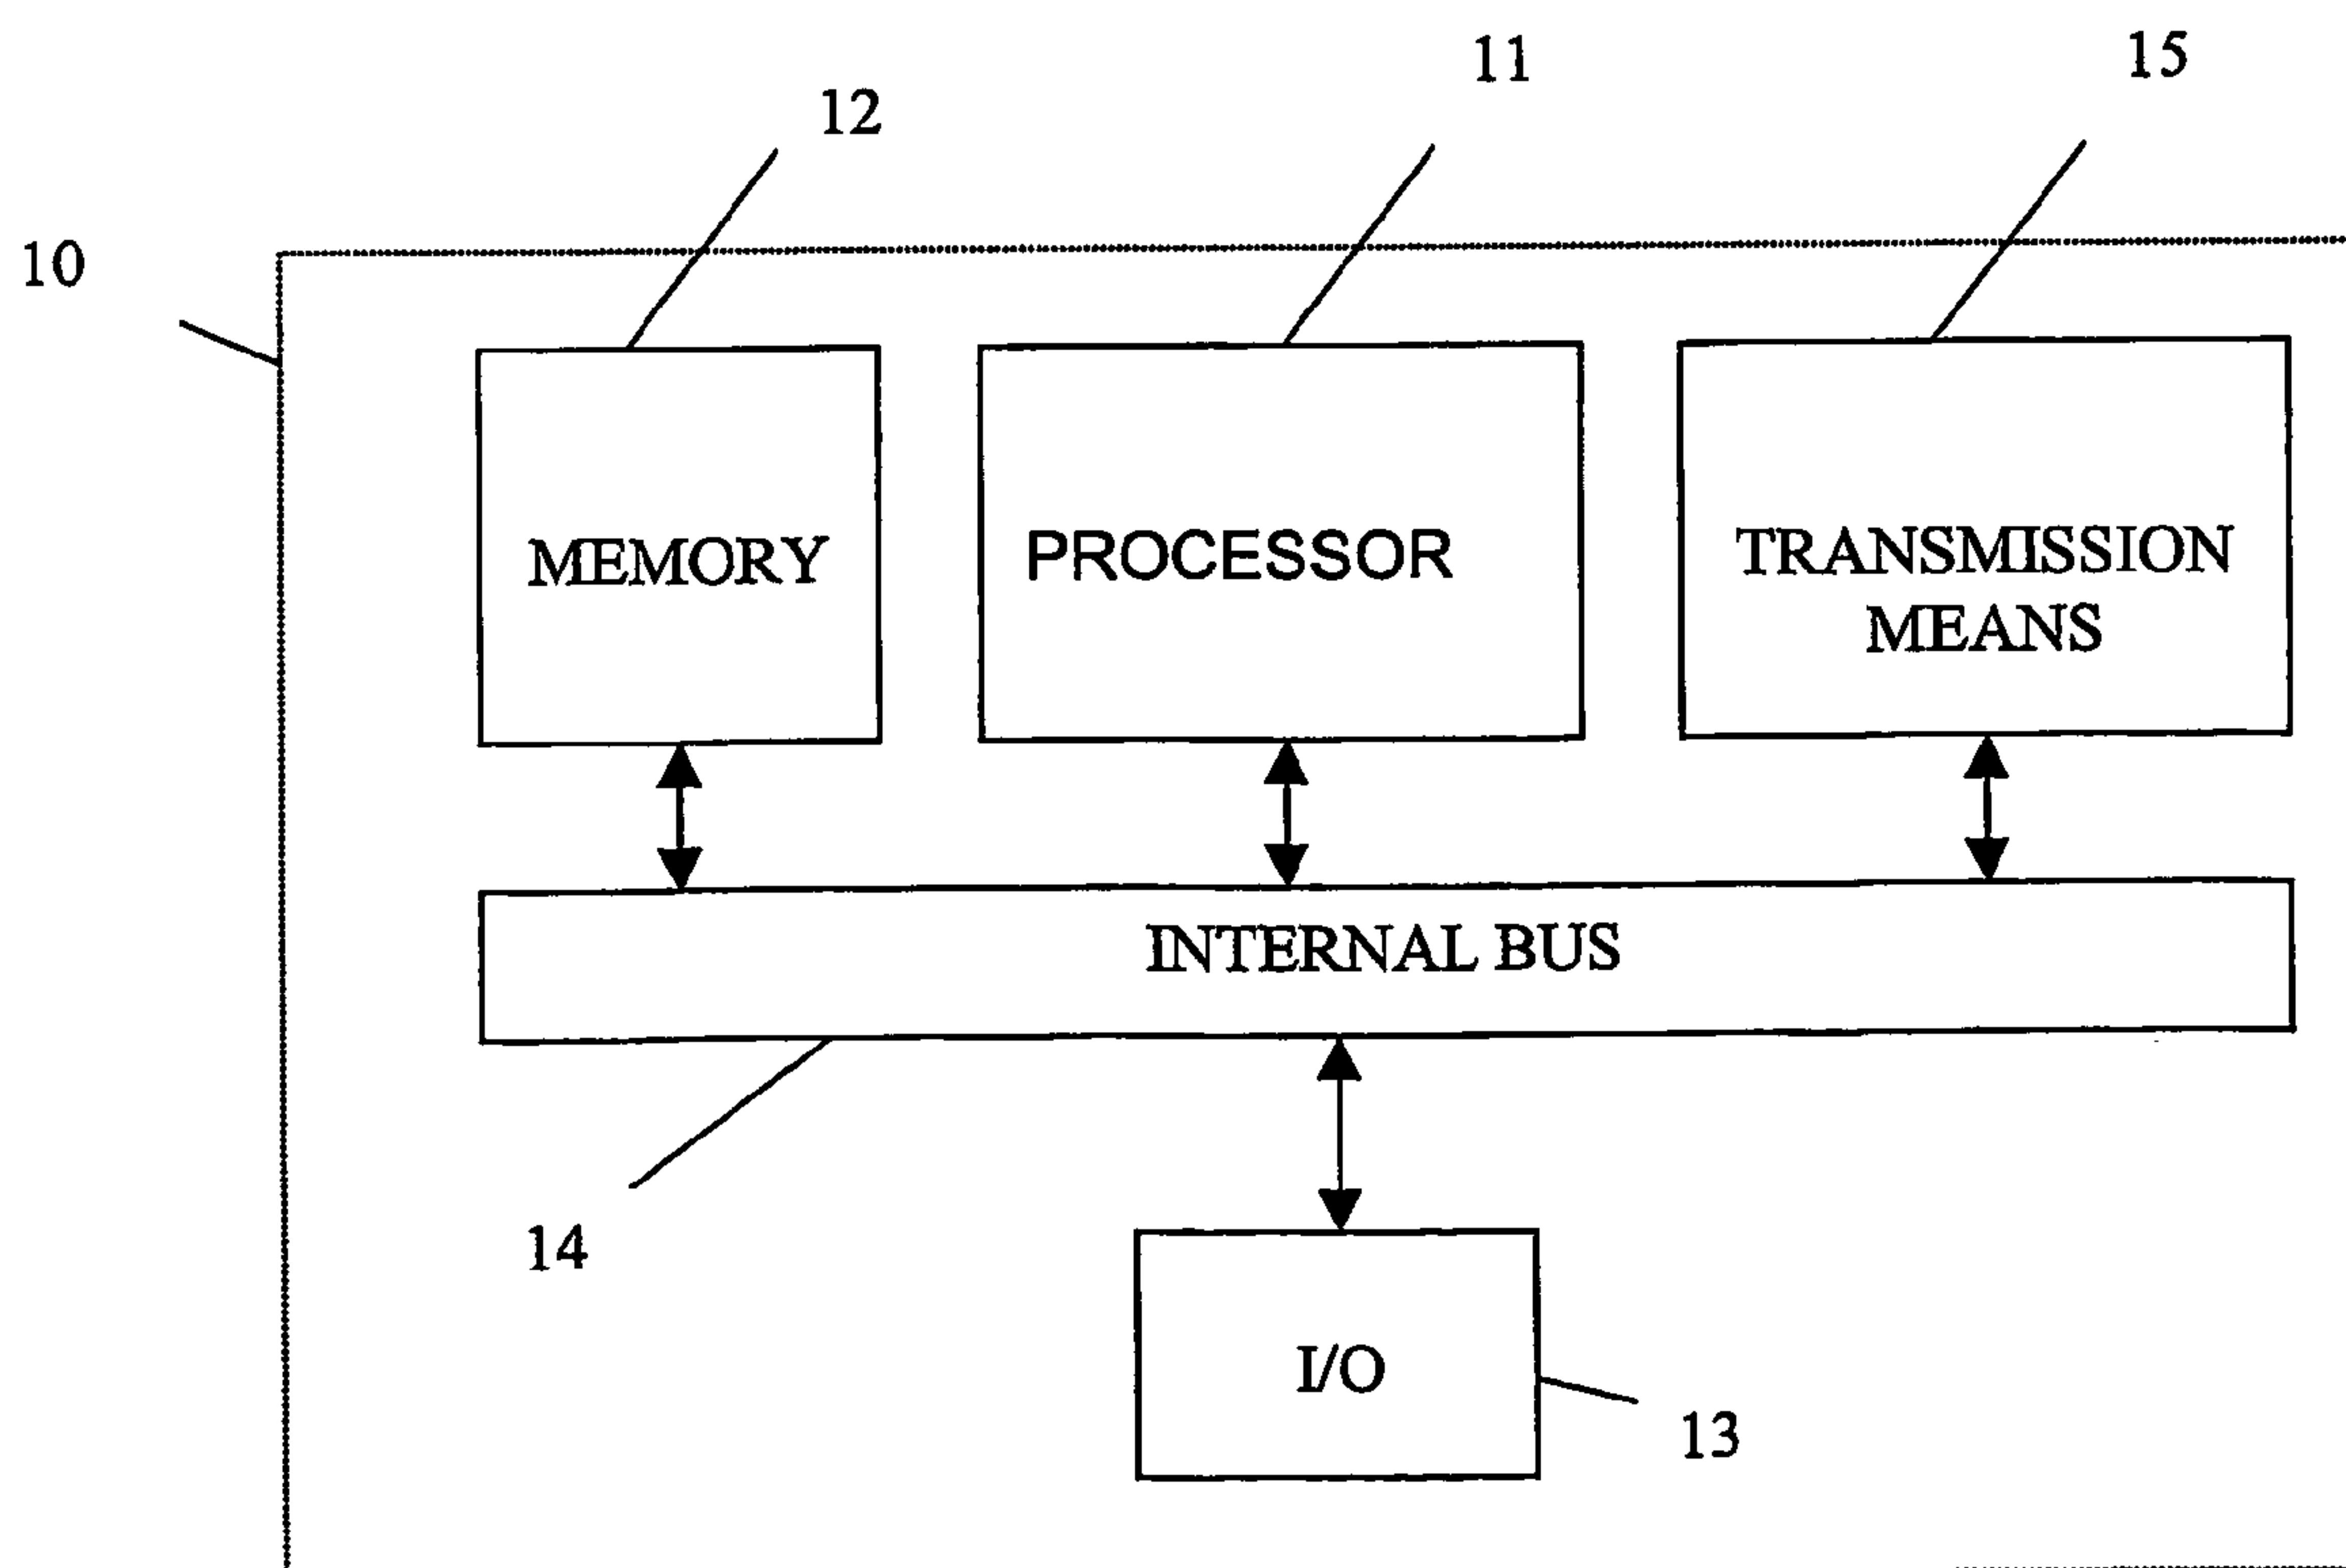 11
15
12
10
MEMORY
PROCESSOR
TRANSMISSION
MEANS
INTERNAL BUS
14
I/O
13